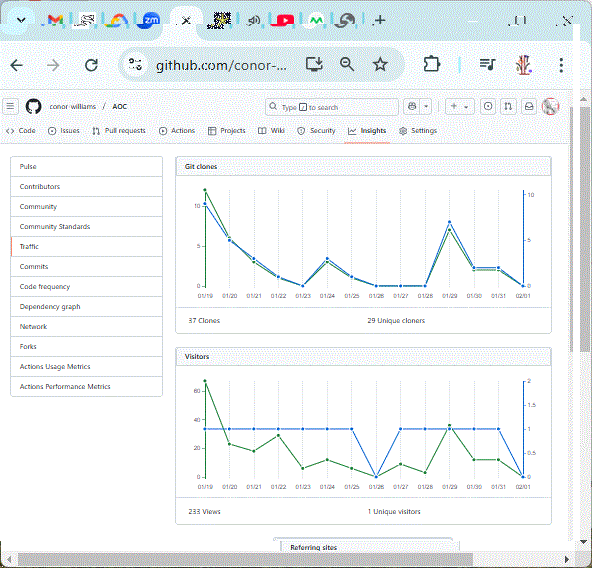 zm
github.com/conor-...
conor-williams / AOC
Type / to search
Code Issues Pull requests Actions Projects Wiki Security Insights Settings
Pulse
Contributors
Community
Community Standards
Traffic
Commits
Code frequency
Dependency graph
Network
Forks
Actions Usage Metrics
Actions Performance Metrics
Git clones
10
5
0
10
5
0
01/19 01/20 01/21 01/22 01/23 01/24 01/25 01/26 01/27 01/28 01/29 01/30 01/31 02/01
37 Clones 29 Unique cloners
Visitors
60
40
20
0
2
1.5
1
0.5
0
01/19 01/20 01/21 01/22 01/23 01/24 01/25 01/26 01/27 01/28 01/29 01/30 01/31 02/01
233 Views 1 Unique visitors
Referring sites